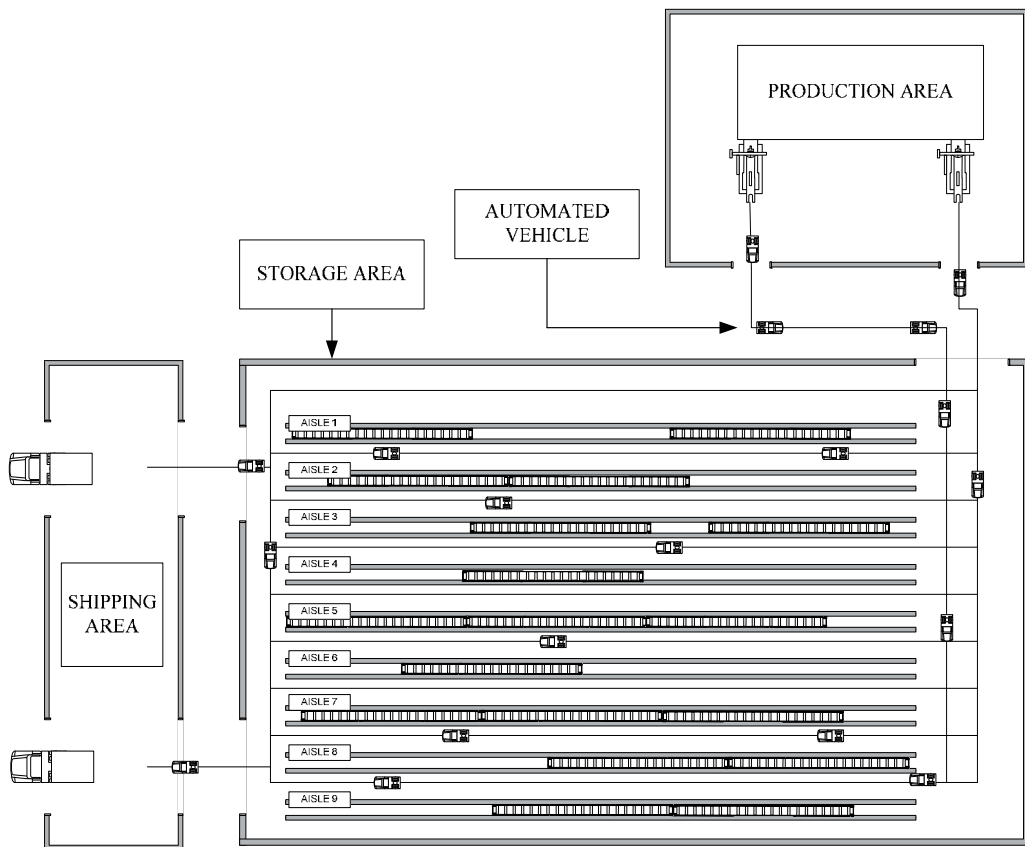 PRODUCTION AREA
AUTOMATED
VEHICLE
STORAGE AREA
AISLE 1
AISLE 2
AISLE 3
AISLE 4
SHIPPING
AREA
AISLE 5
AISLE 6
AISLE 7
AISLE 8
AISLE 9